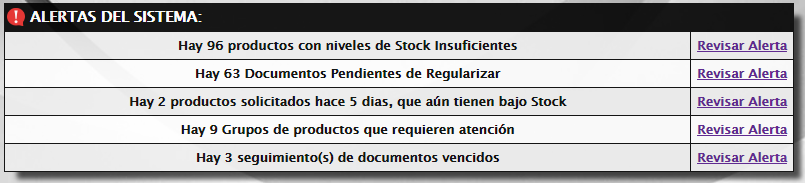 ALERTAS DEL SISTEMA:
Hay 96 productos con niveles de Stock Insuficientes Revisar Alerta
Hay 63 Documentos Pendientes de Regularizar Revisar Alerta
Hay 2 productos solicitados hace 5 dias, que aún tienen bajo Stock Revisar Alerta
Hay 9 Grupos de productos que requieren atención Revisar Alerta
Hay 3 seguimiento(s) de documentos vencidos Revisar Alerta